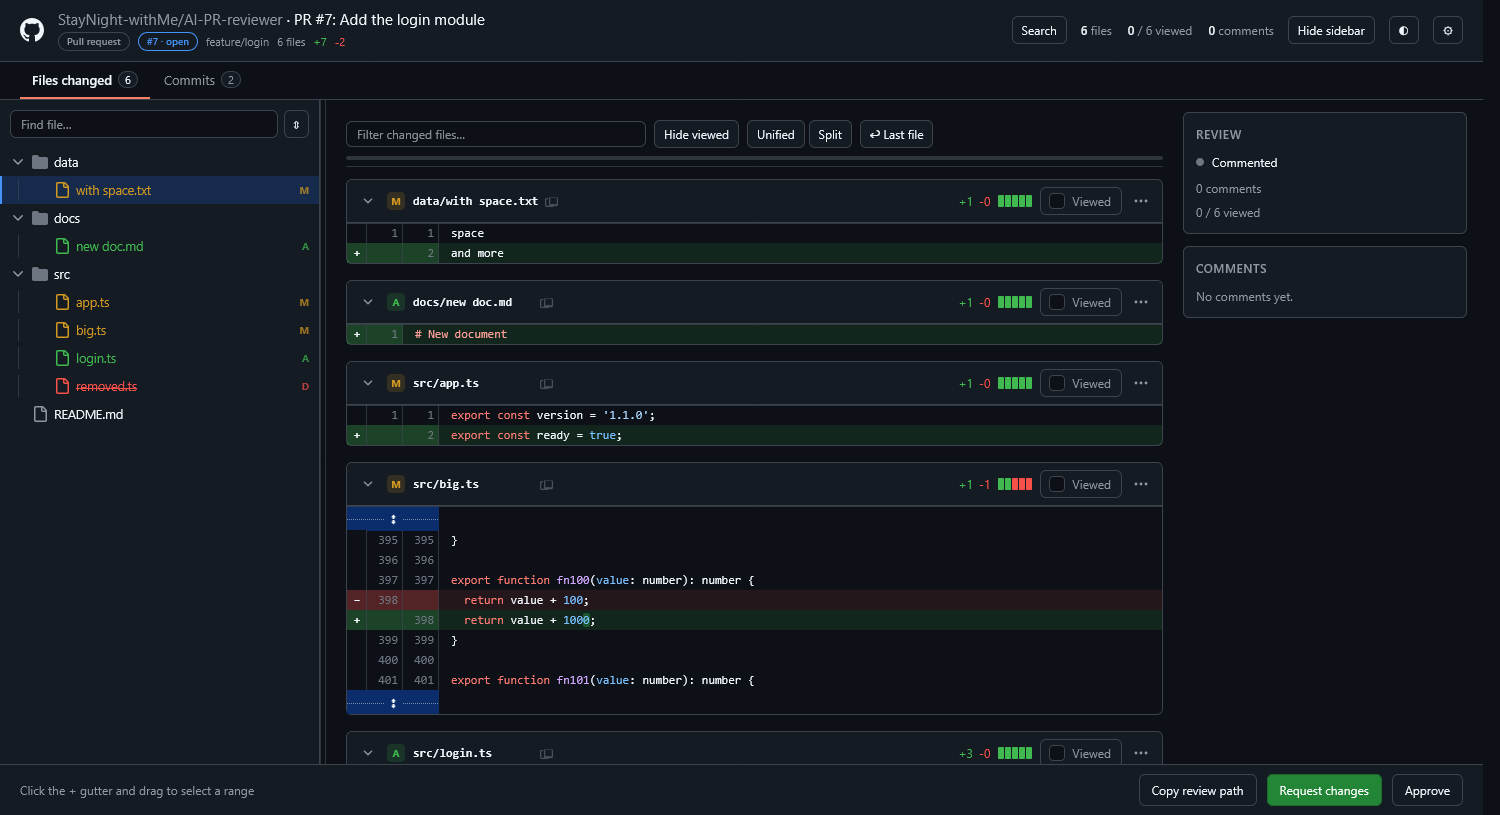 StayNight-withMe/AI-PR-reviewer · PR #7: Add the login module
Pull request #7 · open feature/login 6 files +7 -2
Search 6 files 0 / 6 viewed 0 comments Hide sidebar
Files changed 6 Commits 2
Find file...
data
with space.txt M
docs
new doc.md A
src
app.ts M
big.ts M
login.ts A
removed.ts D
README.md
Filter changed files... Hide viewed Unified Split ↩ Last file
M data/with space.txt +1 -0 Viewed ...
1 1 space
+ 2 and more
A docs/new doc.md +1 -0 Viewed ...
+ 1 # New document
M src/app.ts +1 -0 Viewed ...
1 1 export const version = '1.1.0';
+ 2 export const ready = true;
M src/big.ts +1 -1 Viewed ...
395 395 }
396 396
397 397 export function fn100(value: number): number {
- 398 return value + 100;
+ 398 return value + 1000;
399 399 }
400 400
401 401 export function fn101(value: number): number {
A src/login.ts +3 -0 Viewed ...
REVIEW
Commented
0 comments
0 / 6 viewed
COMMENTS
No comments yet.
Click the + gutter and drag to select a range
Copy review path Request changes Approve